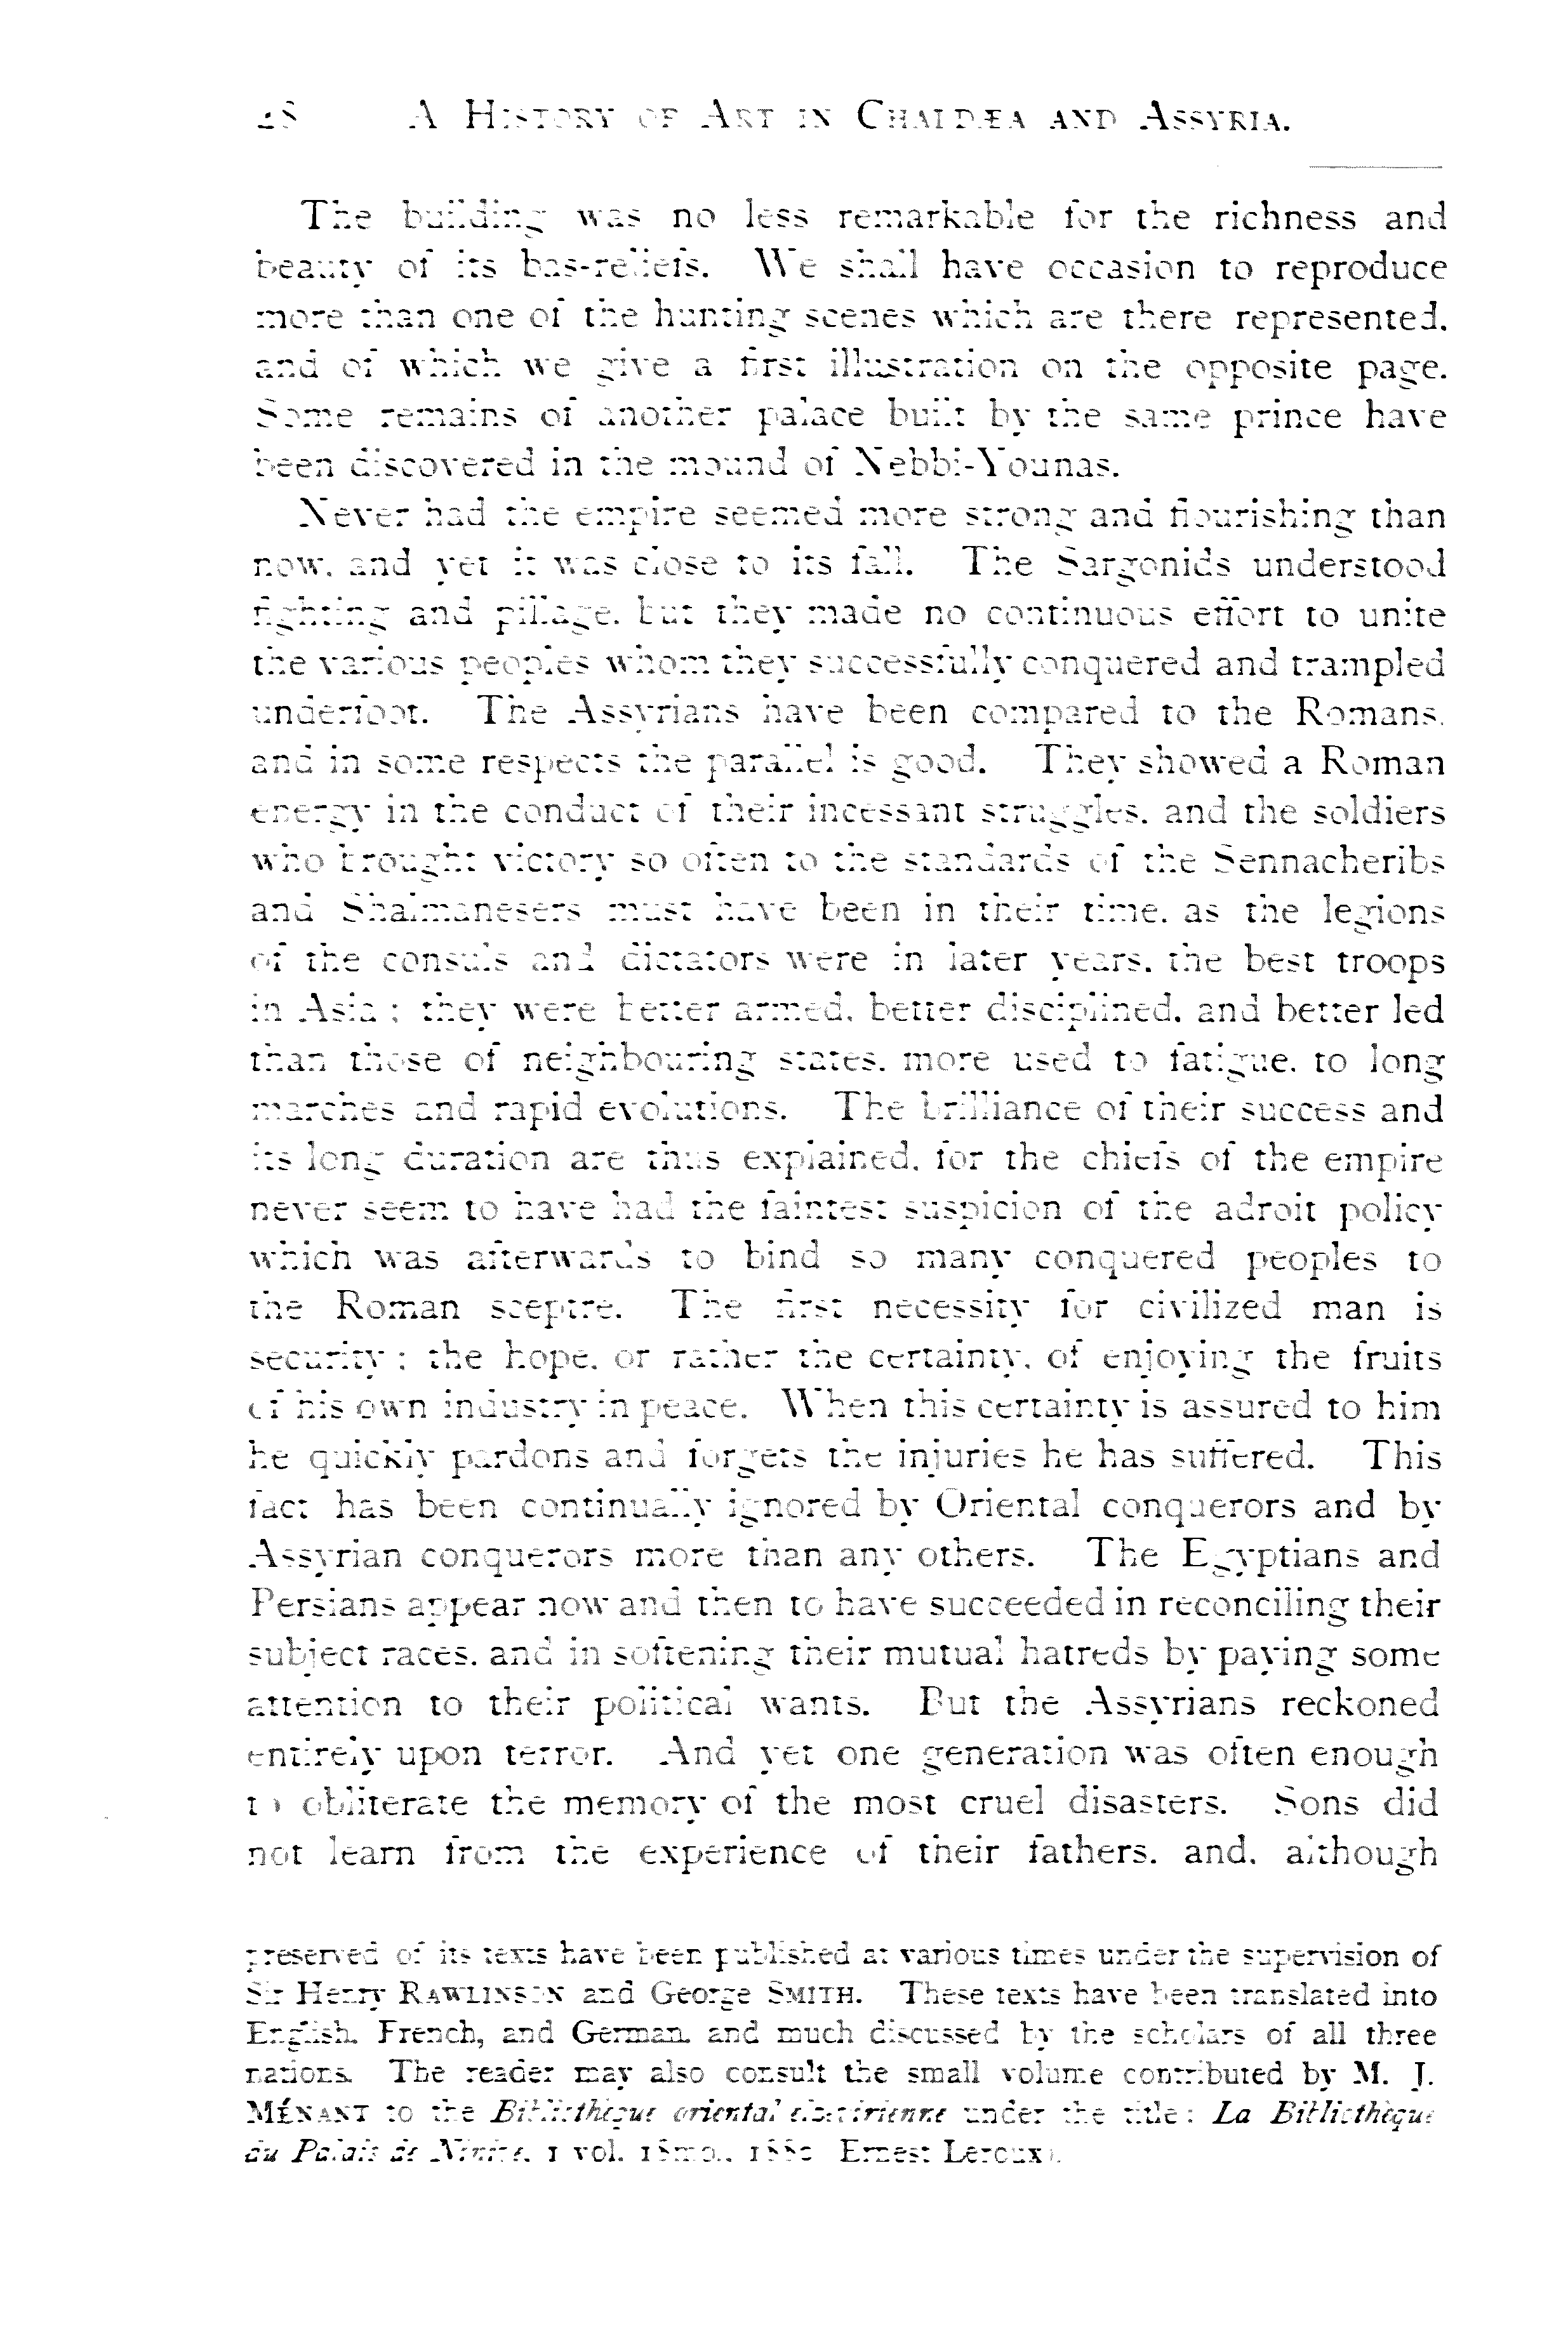 A HISTORY OF ART IN CHALDÆA AND ASSYRIA.
The building was no less remarkable for the richness and
beauty of its bas-reliefs. We shall have occasion to reproduce
more than one of the hunting scenes which are there represented,
and of which we give a first illustration on the opposite page.
Some remains of another palace built by the same prince have
been discovered in the mound of Nebbi-Younas.
Never had the empire seemed more strong and flourishing than
now, and yet it was close to its fall. The Sargonids understood
fighting and pillage, but they made no continuous effort to unite
the various peoples whom they successfully conquered and trampled
underfoot. The Assyrians have been compared to the Romans,
and in some respects the parallel is good. They showed a Roman
energy in the conduct of their incessant struggles, and the soldiers
who brought victory so often to the standards of the Sennacheribs
and Shalmanesers must have been in their time, as the legions
of the consuls and dictators were in later years, the best troops
in Asia ; they were better armed, better disciplined, and better led
than those of neighbouring states, more used to fatigue, to long
marches and rapid evolutions. The brilliance of their success and
its long duration are thus explained, for the chiefs of the empire
never seem to have had the faintest suspicion of the adroit policy
which was afterwards to bind so many conquered peoples to
the Roman sceptre. The first necessity for civilized man is
security ; the hope, or rather the certainty, of enjoying the fruits
of his own industry in peace. When this certainty is assured to him
he quickly pardons and forgets the injuries he has suffered. This
fact has been continually ignored by Oriental conquerors and by
Assyrian conquerors more than any others. The Egyptians and
Persians appear now and then to have succeeded in reconciling their
subject races, and in softening their mutual hatreds by paying some
attention to their political wants. But the Assyrians reckoned
entirely upon terror. And yet one generation was often enough
to obliterate the memory of the most cruel disasters. Sons did
not learn from the experience of their fathers, and, although
preserved of its texts have been published at various times under the supervision of
Sir Henry RAWLINSON and George SMITH. These texts have been translated into
English, French, and German, and much discussed by the scholars of all three
nations. The reader may also consult the small volume contributed by M. J.
MÉNANT to the Bibliothèque oriental elzévirienne under the title : La Bibliothèque
du Palais de Ninive, 1 vol. 18mo., Ernest Leroux).